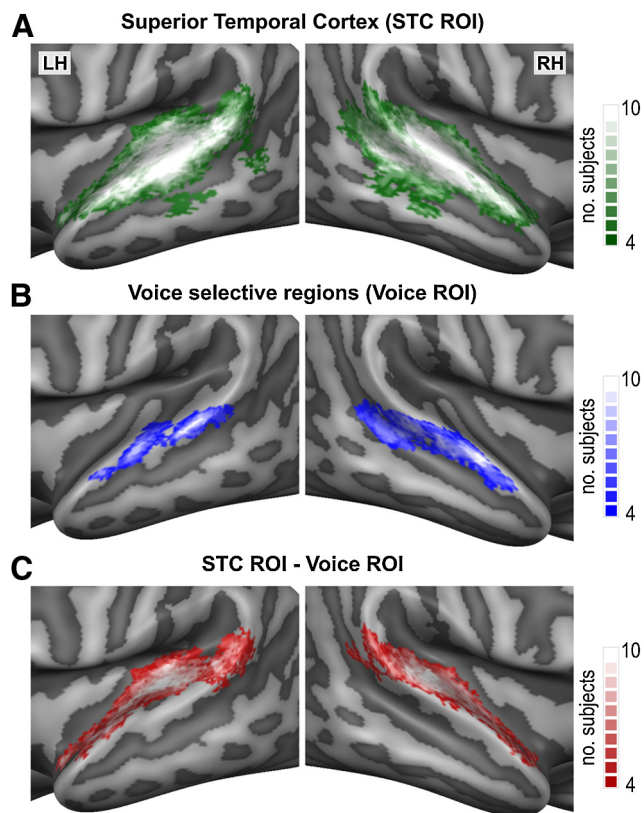 A
Superior Temporal Cortex (STC ROI)
LH
RH
10
no. subjects
4
B
Voice selective regions (Voice ROI)
10
no. subjects
4
C
STC ROI - Voice ROI
10
no. subjects
4